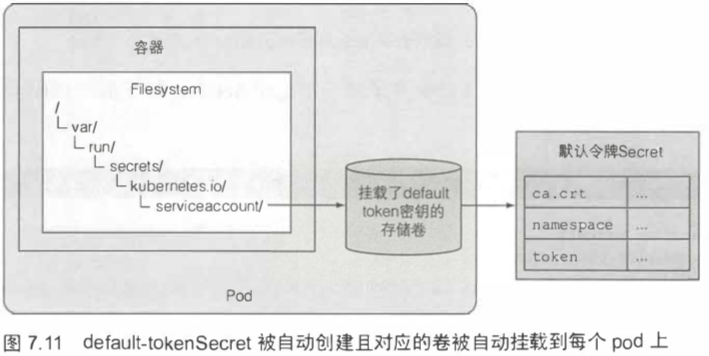 容器
Filesystem
/
var/
run/
secrets/
kubernetes.io/
serviceaccount/
挂载了default
token密钥的
存储卷
默认令牌Secret
ca.crt ...
namespace ...
token ...
Pod
图 7.11 default-tokenSecret 被自动创建且对应的卷被自动挂载到每个 pod 上